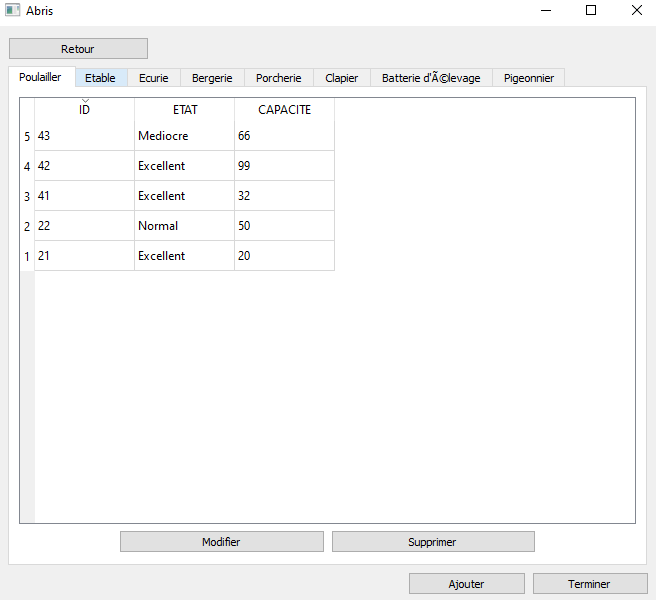 Abris
Retour
Poulailler Etable Ecurie Bergerie Porcherie Clapier Batterie d'Ã©levage Pigeonnier
ID ETAT CAPACITE
5 43 Mediocre 66
4 42 Excellent 99
3 41 Excellent 32
2 22 Normal 50
1 21 Excellent 20
Modifier Supprimer
Ajouter Terminer